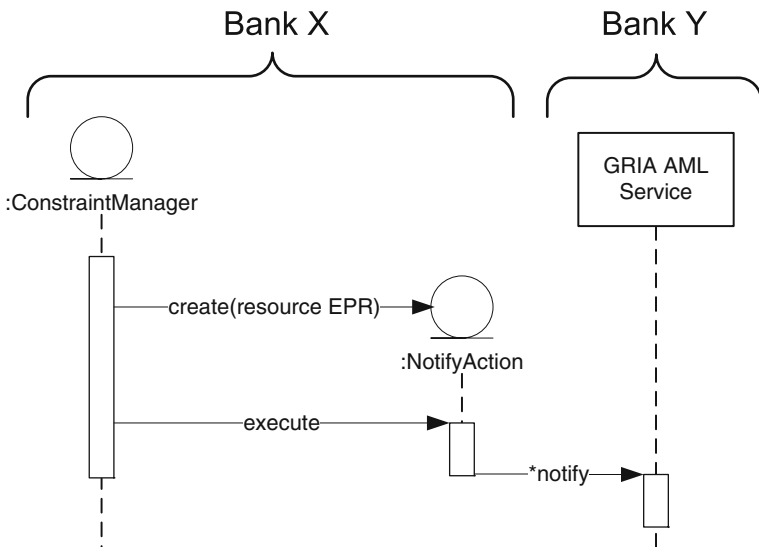 Bank X
Bank Y
GRIA AML
Service
:ConstraintManager
create(resource EPR)
:NotifyAction
execute
*notify